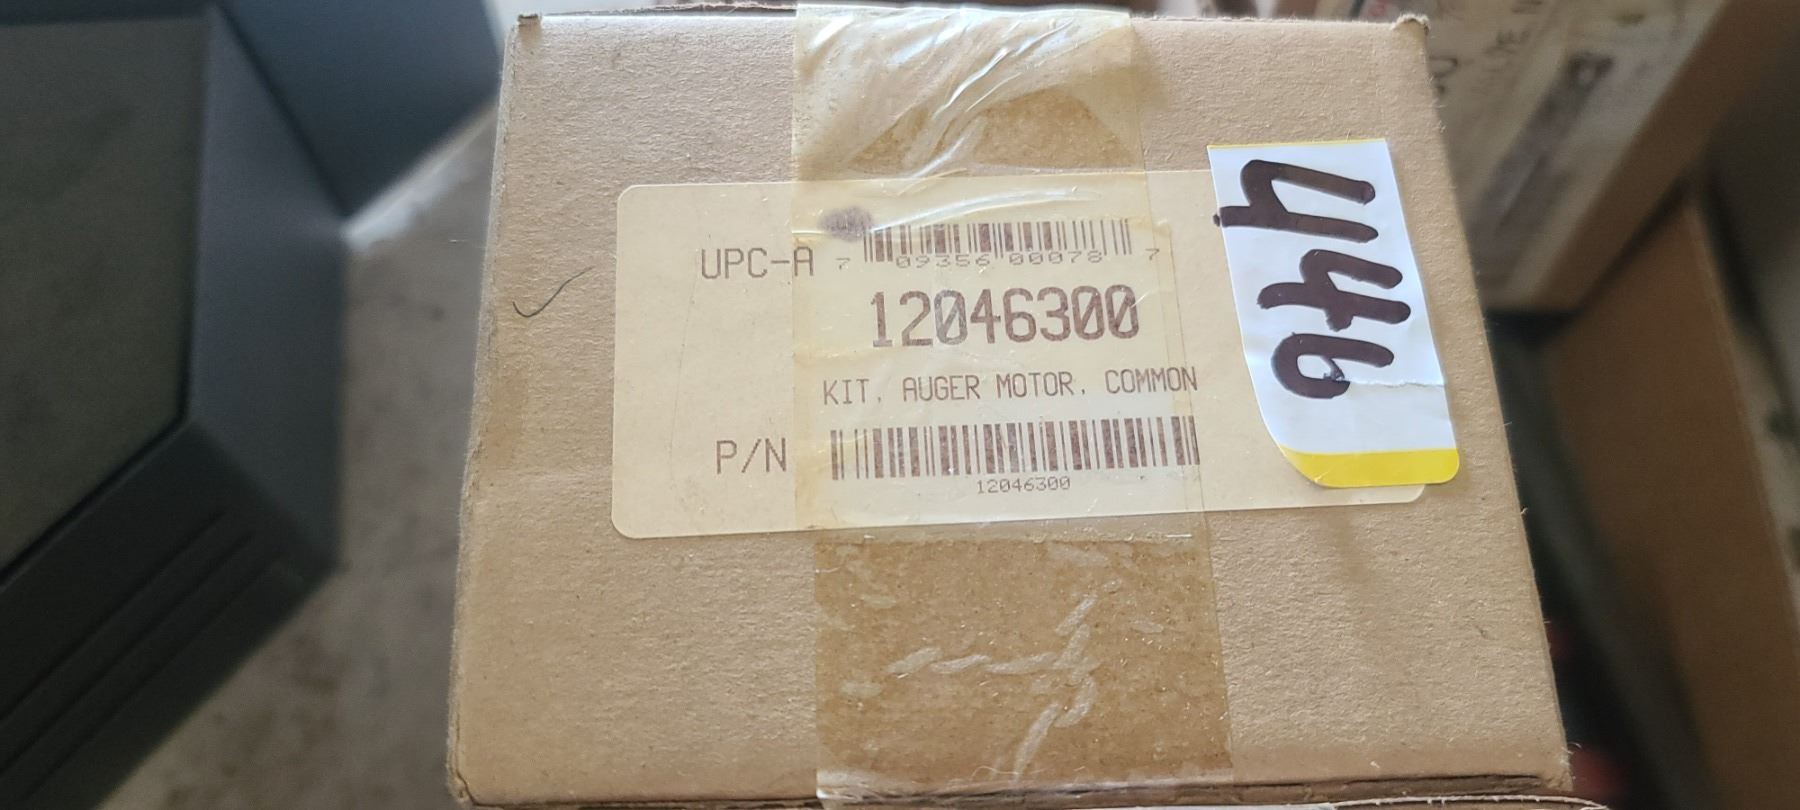 UPC-A 7 09356 00078 7
12046300
KIT, AUGER MOTOR, COMMON
P/N
12046300
446